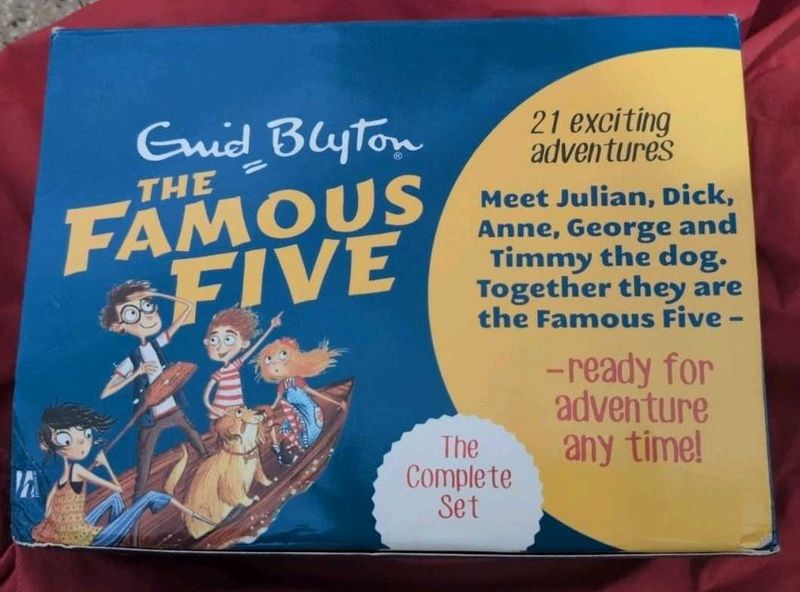 Enid Blyton®
THE
FAMOUS
FIVE
21 exciting
adventures
Meet Julian, Dick,
Anne, George and
Timmy the dog.
Together they are
the Famous Five –
–ready for
adventure
any time!
The
Complete
Set